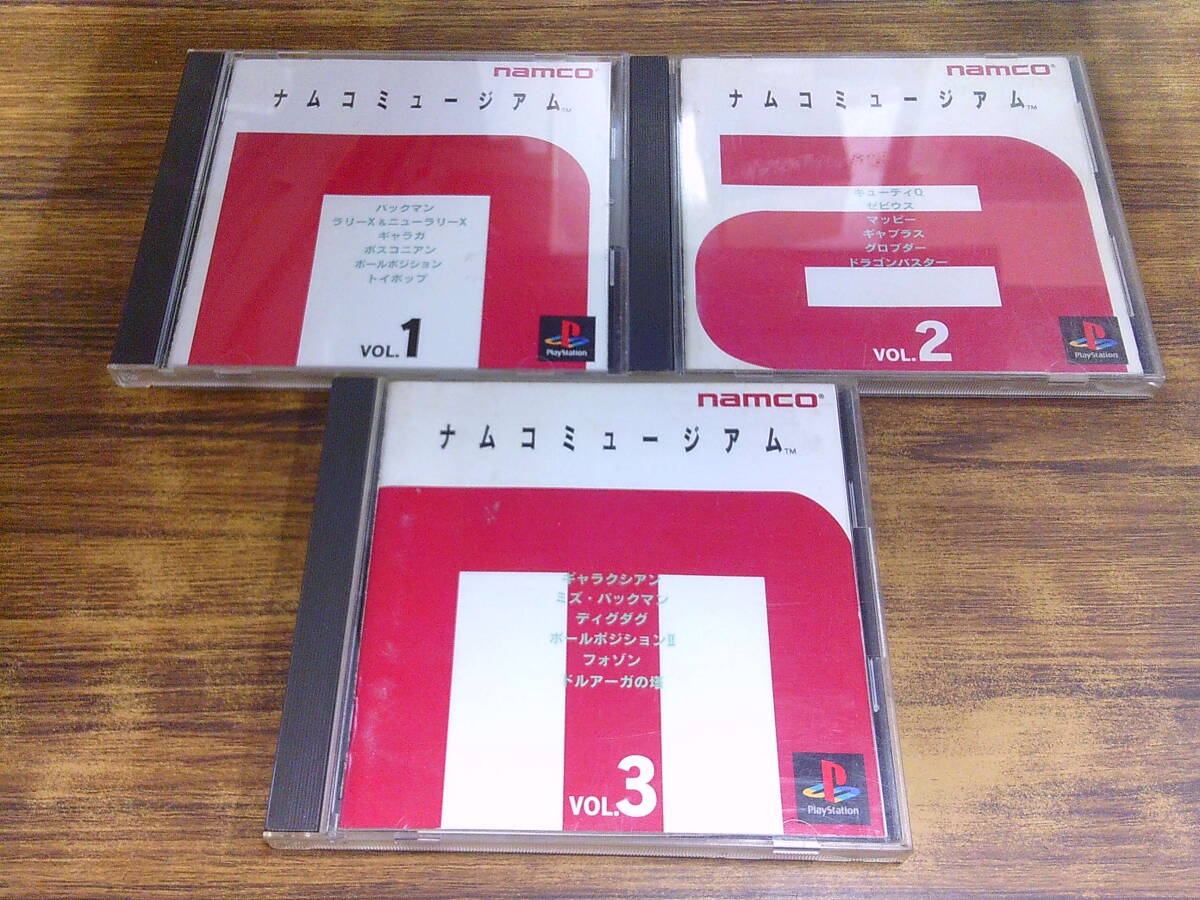 namco®
ナムコミュージアム™
パックマン
ラリーX&ニューラリーX
ギャラガ
ボスコニアン
ポールポジション
トイポップ
VOL.1
PlayStation
namco®
ナムコミュージアム™
キューティQ
ゼビウス
マッピー
ギャプラス
グロブダー
ドラゴンバスター
VOL.2
PlayStation
namco®
ナムコミュージアム™
ギャラクシアン
ミズ・パックマン
ディグダグ
ポールポジションII
フォゾン
ドルアーガの塔
VOL.3
PlayStation